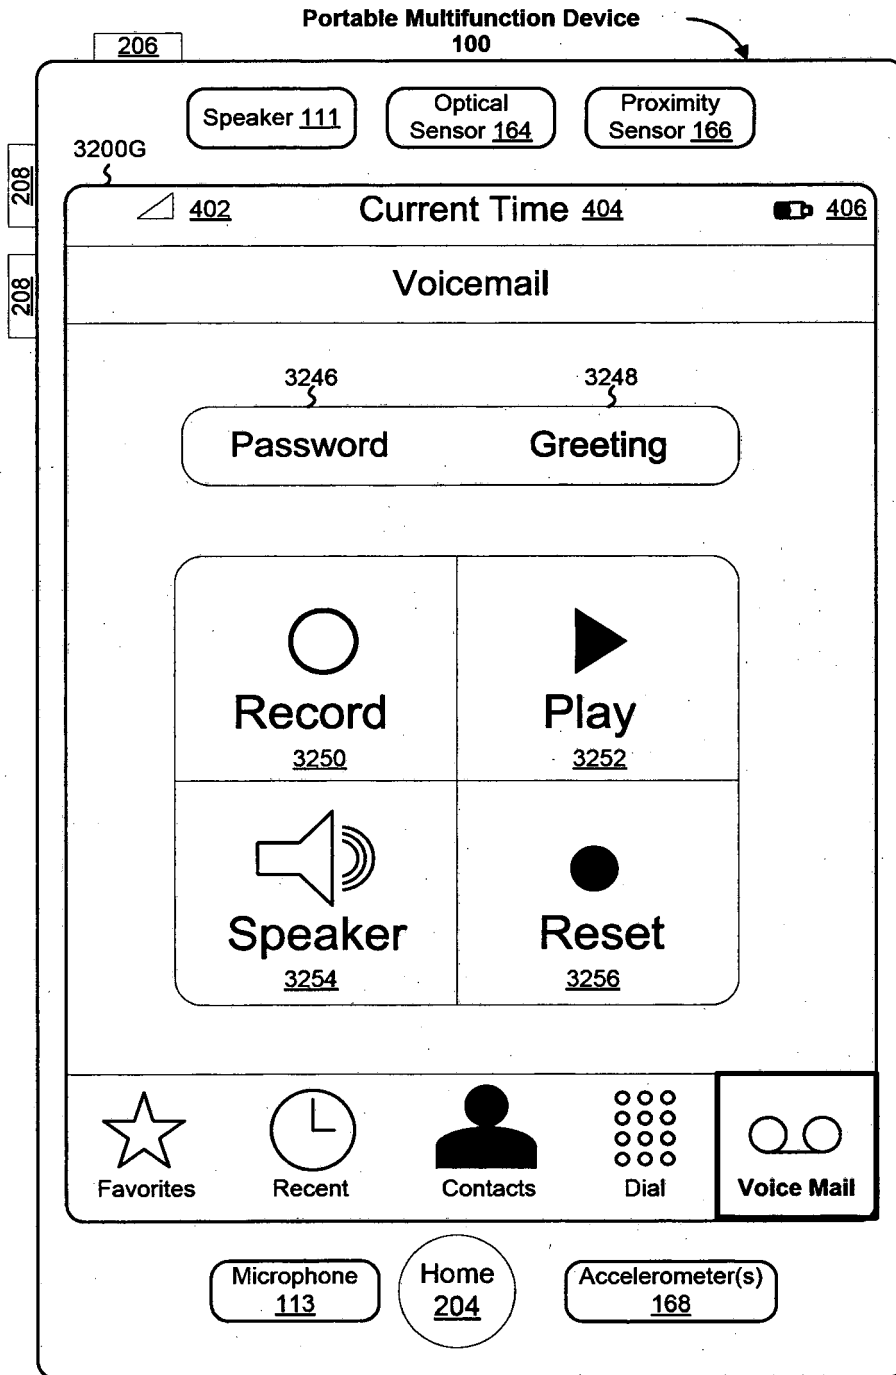 Portable Multifunction Device
100
206
Speaker 111
Optical
Sensor 164
Proximity
Sensor 166
3200G
208
208
402
Current Time 404
406
Voicemail
3246
3248
Password
Greeting
Record
3250
Play
3252
Speaker
3254
Reset
3256
Favorites
Recent
Contacts
Dial
Voice Mail
Microphone
113
Home
204
Accelerometer(s)
168